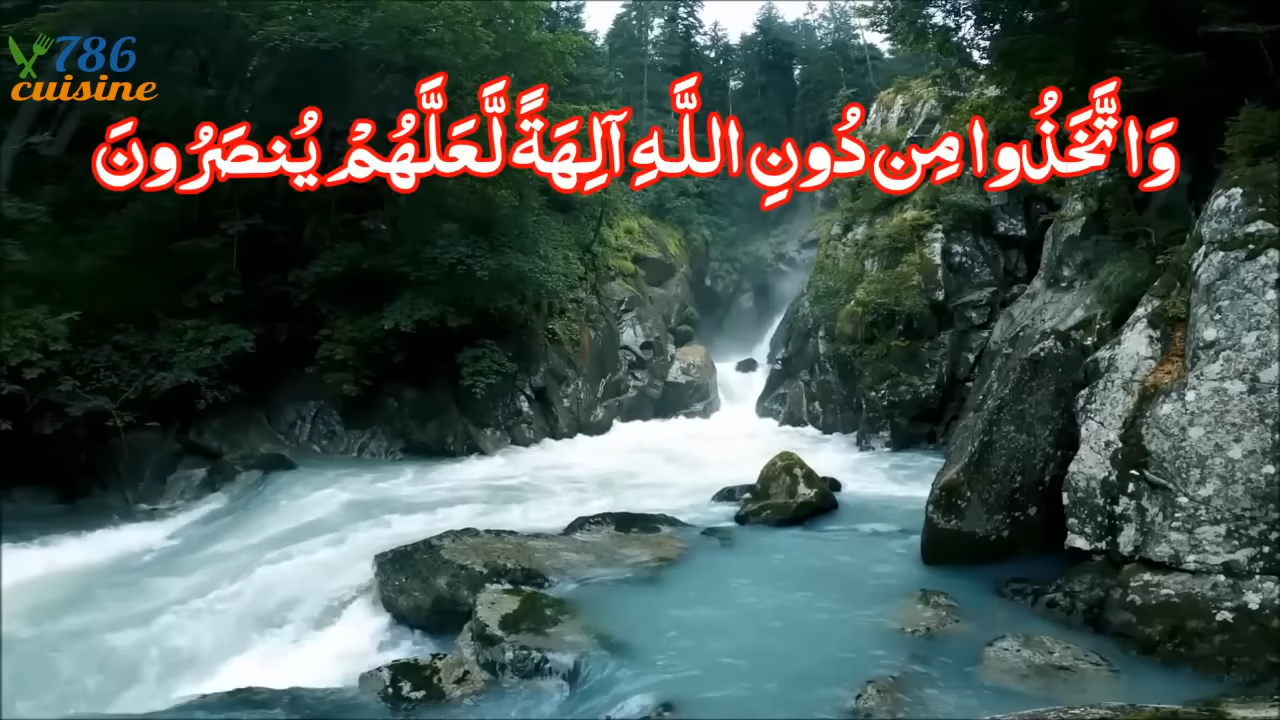 786
cuisine
وَاتَّخَذُوا مِن دُونِ اللَّهِ آلِهَةً لَّعَلَّهُمْ يُنصَرُونَ